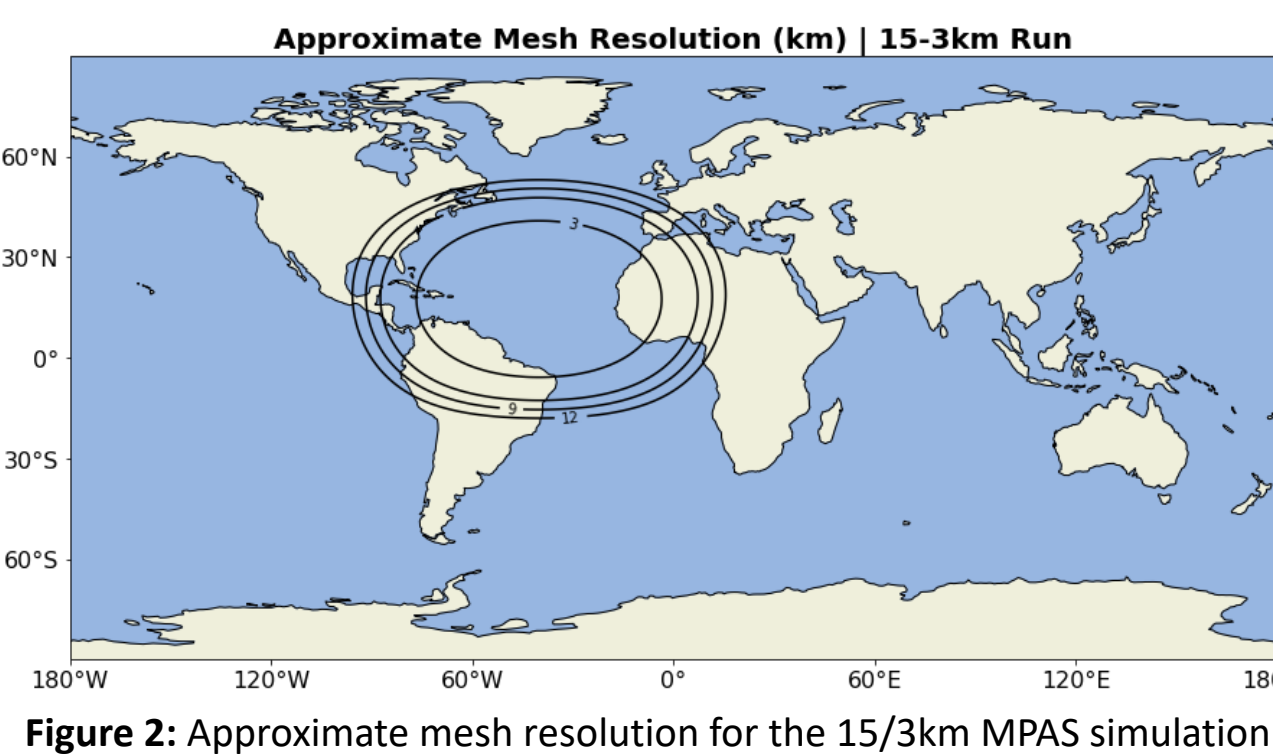 Approximate Mesh Resolution (km) | 15-3km Run
60°N
30°N
0°
30°S
60°S
3
9
12
180°W 120°W 60°W 0° 60°E 120°E
Figure 2: Approximate mesh resolution for the 15/3km MPAS simulation